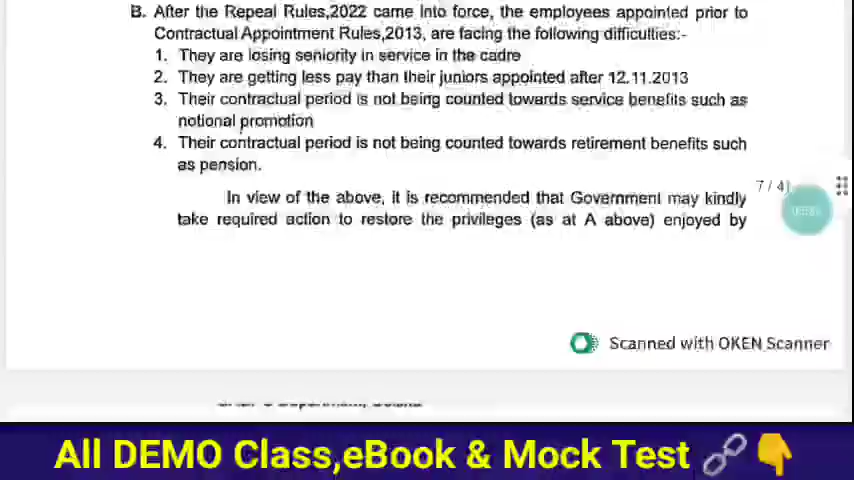 B. After the Repeal Rules,2022 came into force, the employees appointed prior to
Contractual Appointment Rules,2013, are facing the following difficulties:-
1. They are losing seniority in service in the cadre
2. They are getting less pay than their juniors appointed after 12.11.2013
3. Their contractual period is not being counted towards service benefits such as
notional promotion
4. Their contractual period is not being counted towards retirement benefits such
as pension.
In view of the above, it is recommended that Government may kindly
take required action to restore the privileges (as at A above) enjoyed by
7 / 41
Scanned with OKEN Scanner
All DEMO Class,eBook & Mock Test